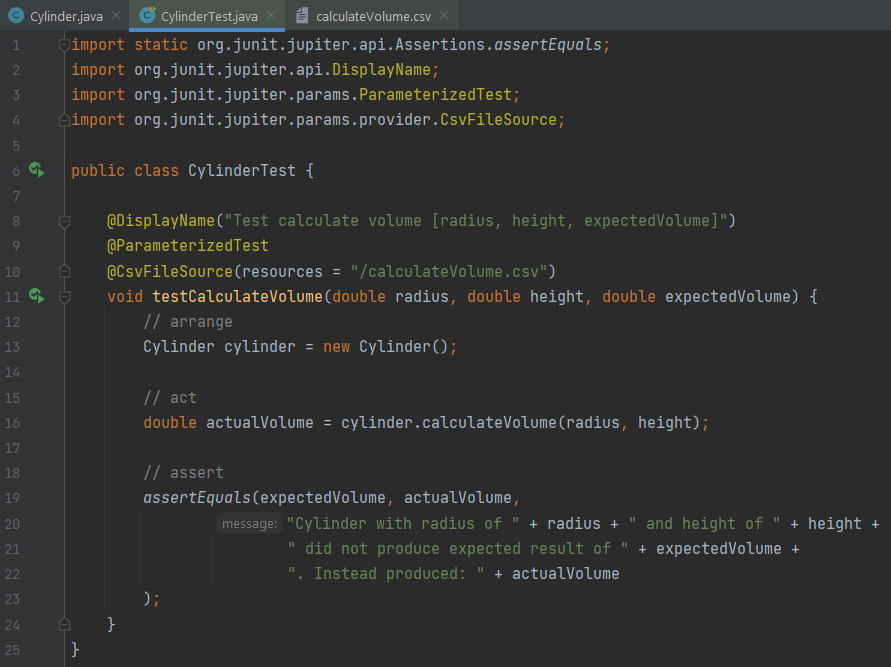 Cylinder.java CylinderTest.java calculateVolume.csv
1 import static org.junit.jupiter.api.Assertions.assertEquals;
2 import org.junit.jupiter.api.DisplayName;
3 import org.junit.jupiter.params.ParameterizedTest;
4 import org.junit.jupiter.params.provider.CsvFileSource;
5
6 public class CylinderTest {
7
8 @DisplayName("Test calculate volume [radius, height, expectedVolume]")
9 @ParameterizedTest
10 @CsvFileSource(resources = "/calculateVolume.csv")
11 void testCalculateVolume(double radius, double height, double expectedVolume) {
12 // arrange
13 Cylinder cylinder = new Cylinder();
14
15 // act
16 double actualVolume = cylinder.calculateVolume(radius, height);
17
18 // assert
19 assertEquals(expectedVolume, actualVolume,
20 message: "Cylinder with radius of " + radius + " and height of " + height +
21 " did not produce expected result of " + expectedVolume +
22 ". Instead produced: " + actualVolume
23 );
24 }
25 }